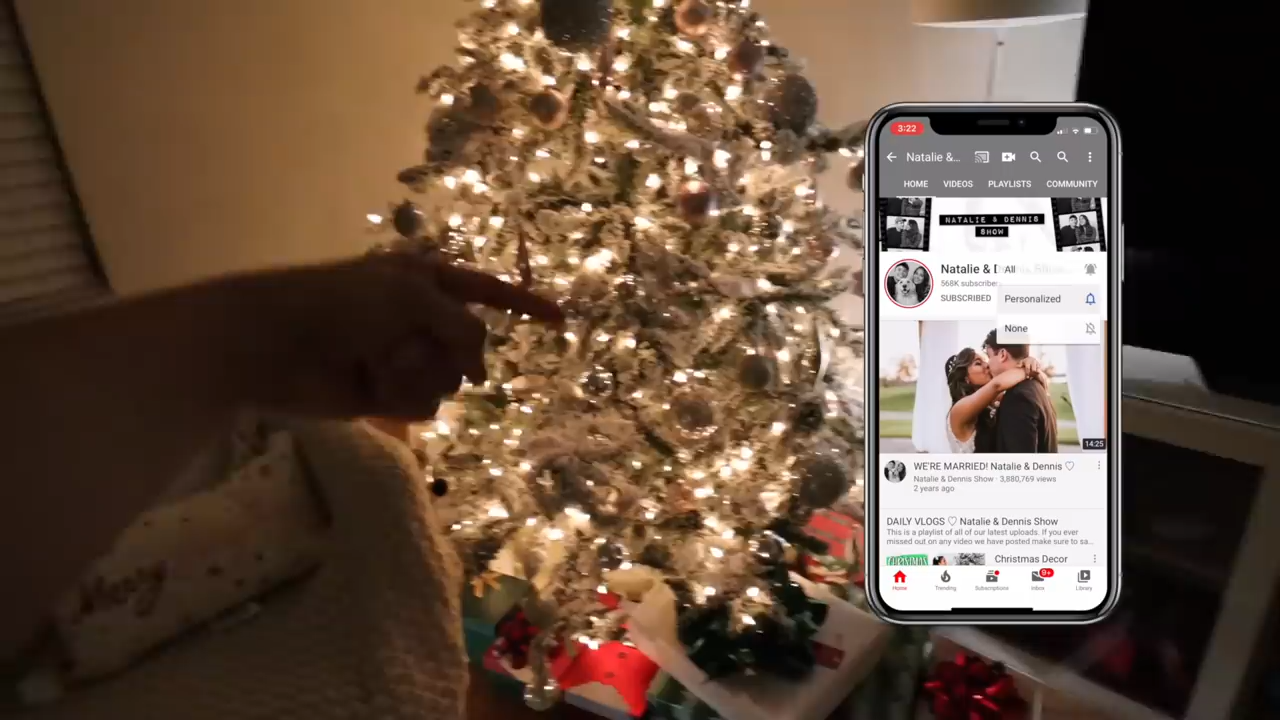 3:22
Natalie &...
HOME VIDEOS PLAYLISTS COMMUNITY
NATALIE & DENNIS
SHOW
Natalie & D
568K subscribe
SUBSCRIBED
All
Personalized
None
14:25
WE'RE MARRIED! Natalie & Dennis ♡
Natalie & Dennis Show · 3,880,769 views
2 years ago
DAILY VLOGS ♡ Natalie & Dennis Show
This is a playlist of all of our latest uploads. If you ever
missed out on any video we have posted make sure to sa...
Christmas Decor
9+
Home Trending Subscriptions Inbox Library
Merry